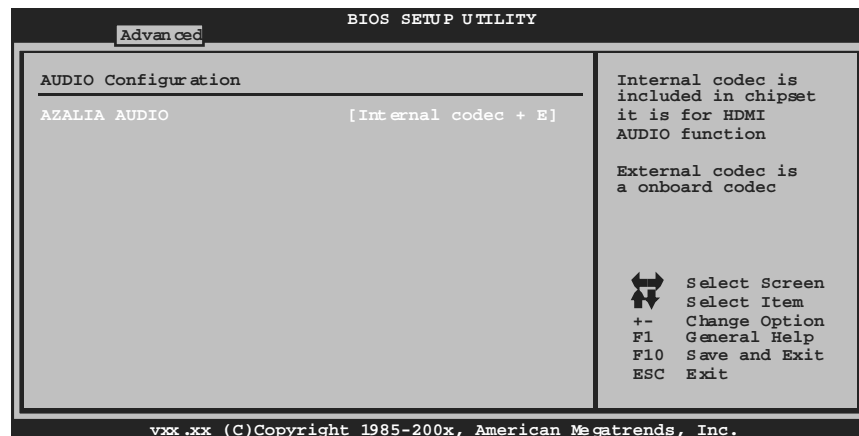 BIOS SETUP UTILITY
Advanced
AUDIO Configuration
AZALIA AUDIO [Internal codec + E]
Internal codec is
included in chipset
it is for HDMI
AUDIO function
External codec is
a onboard codec
Select Screen
Select Item
+- Change Option
F1 General Help
F10 Save and Exit
ESC Exit
vxx.xx (C)Copyright 1985-200x, American Megatrends, Inc.